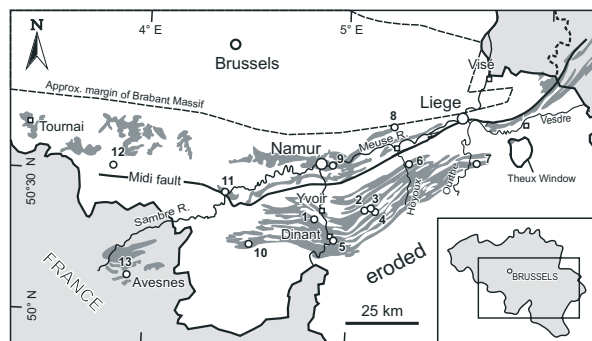 4° E
5° E
N
Brussels
Visé
Approx. margin of Brabant Massif
Liege
Tournai
8
Meuse R.
Vesdre
12
Namur
9
6
7
50°30
Midi fault
Theux Window
11
Yvoir
Hoyoux
Ourthe
Sambre R.
2
3
1
4
Dinant
5
10
eroded
13
Avesnes
FRANCE
BRUSSELS
50° N
25 km